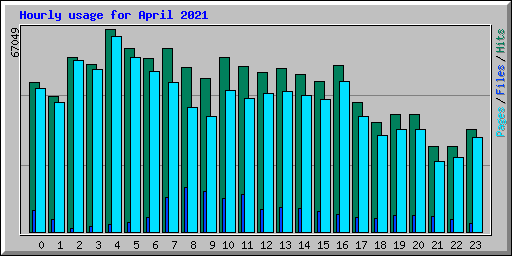 Hourly usage for April 2021
67049
Pages/Files/Hits
0 1 2 3 4 5 6 7 8 9 10 11 12 13 14 15 16 17 18 19 20 21 22 23